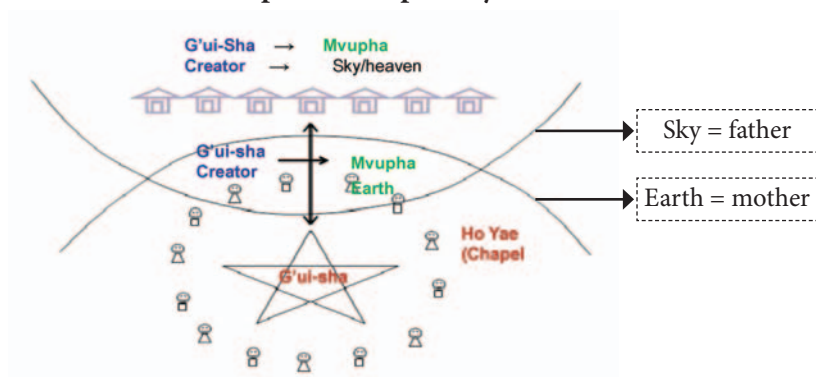 G'ui-Sha → Mvupha
Creator → Sky/heaven
G'ui-sha
Creator
Mvupha
Earth
Sky = father
Earth = mother
Ho Yae
(Chapel
G'ui-sha